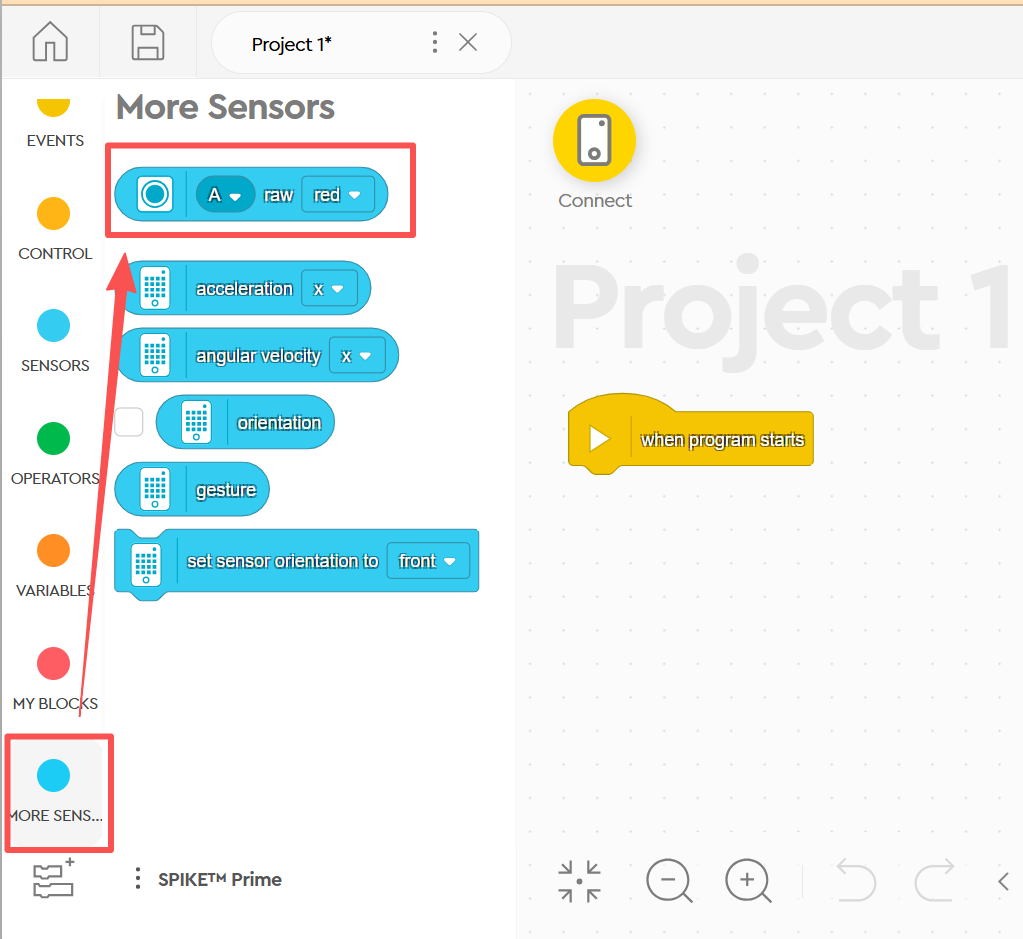 Project 1*
EVENTS
CONTROL
SENSORS
OPERATORS
VARIABLES
MY BLOCKS
MORE SENS...
More Sensors
A raw red
acceleration x
angular velocity x
orientation
gesture
set sensor orientation to front
SPIKE™ Prime
Connect
Project 1
when program starts